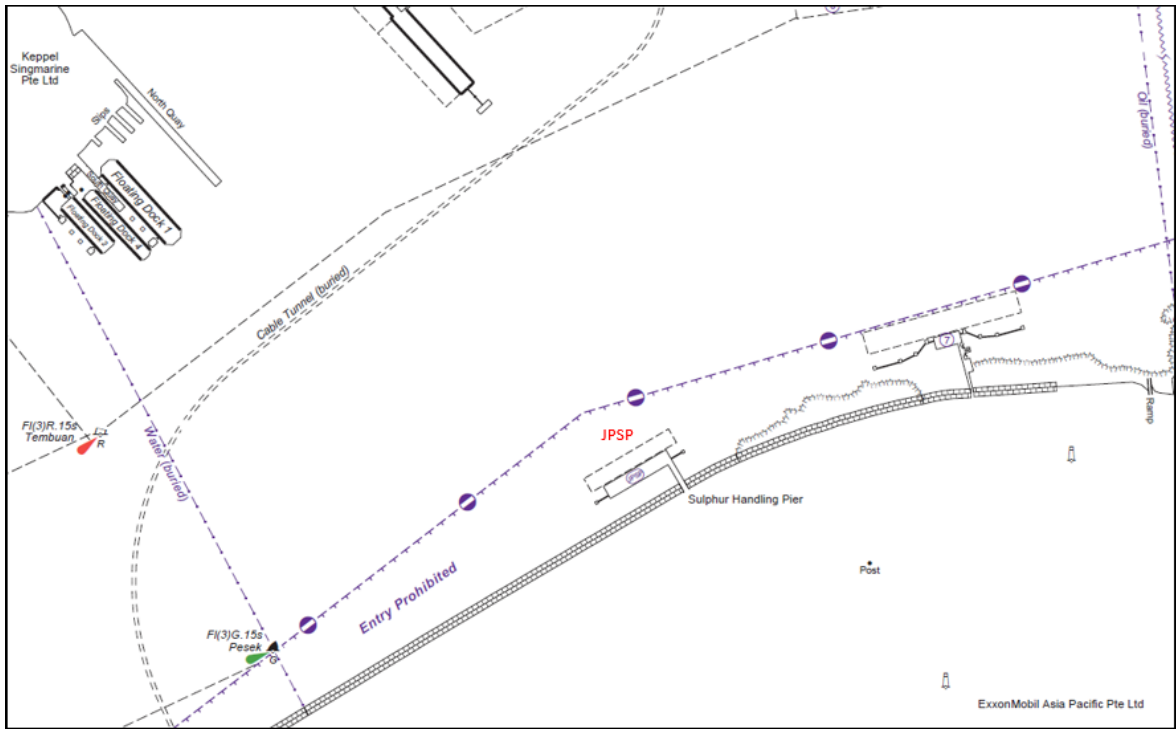 Keppel
Singmarine
Pte Ltd
North Quay
Slips
Floating Dock 1
Floating Dock 4
Floating Dock 3
Oil (buried)
Cable Tunnel (buried)
7
Fl(3)R.15s
Tembuan
R
Water (buried)
JPSP
JPSP
Ramp
Sulphur Handling Pier
Post
Entry Prohibited
Fl(3)G.15s
Pesek
G
ExxonMobil Asia Pacific Pte Ltd